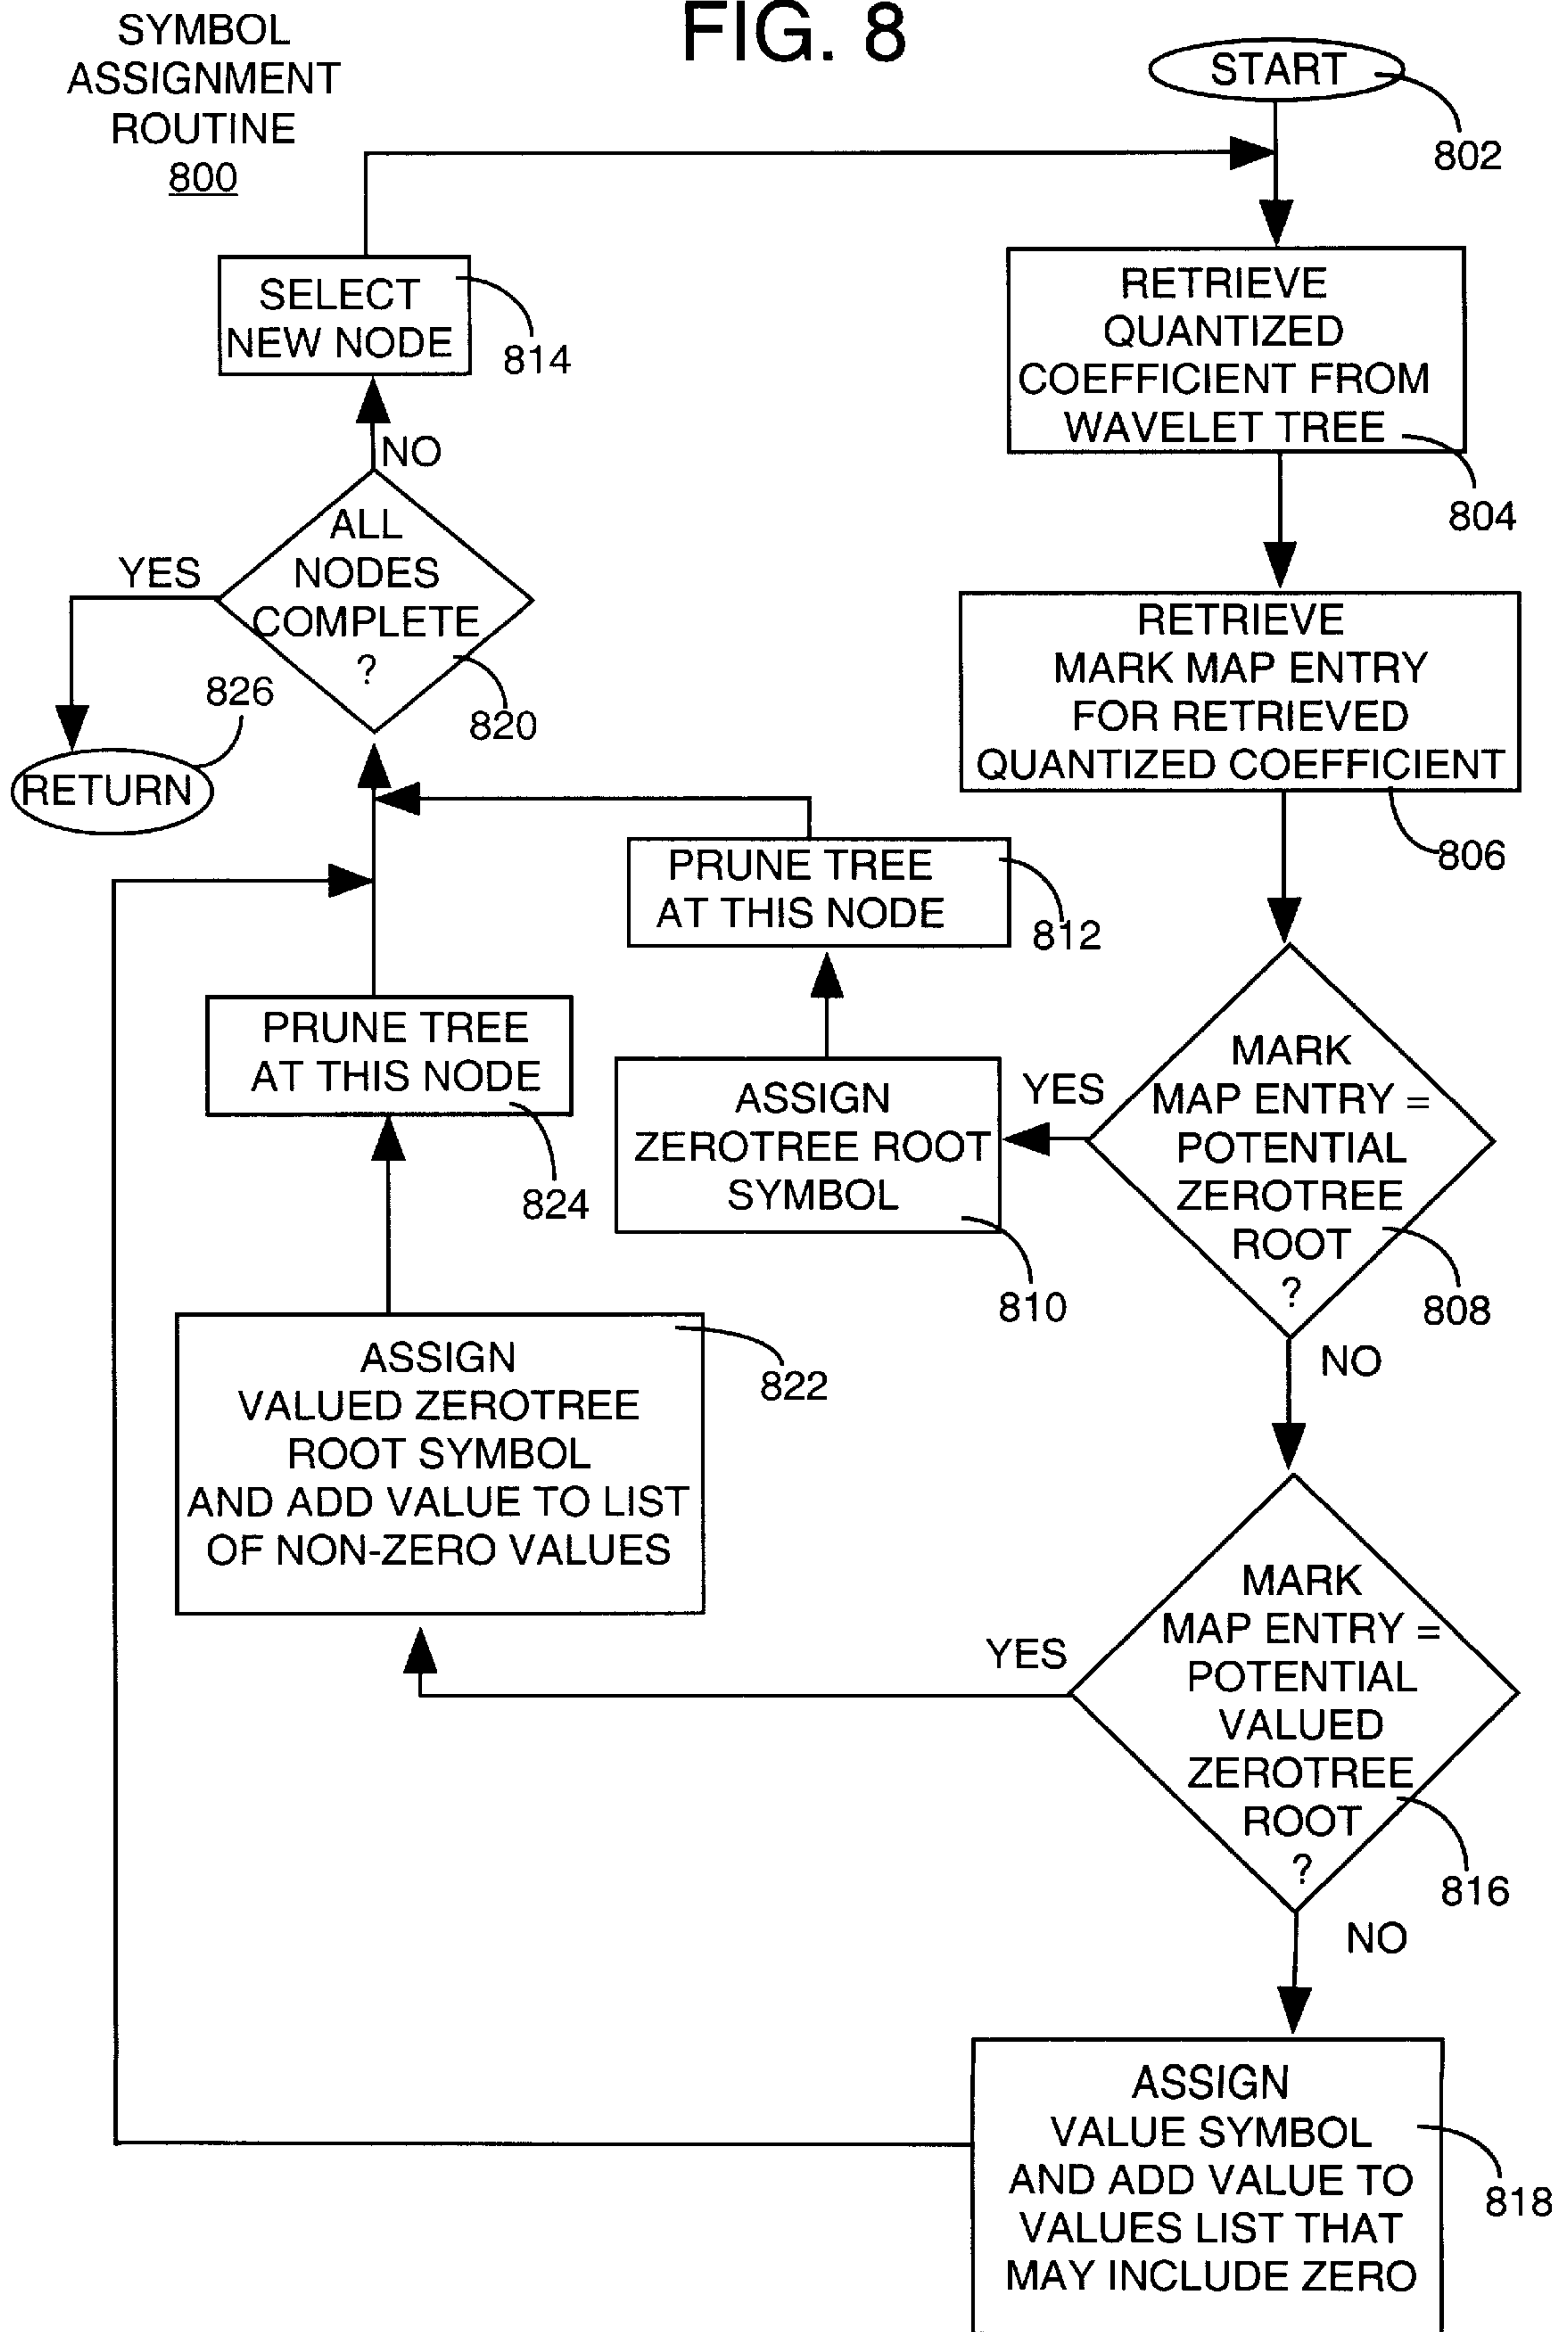 FIG. 8
SYMBOL
ASSIGNMENT
ROUTINE
800
START
802
SELECT
NEW NODE
814
RETRIEVE
QUANTIZED
COEFFICIENT FROM
WAVELET TREE
804
NO
ALL
NODES
COMPLETE
?
YES
820
826
RETURN
RETRIEVE
MARK MAP ENTRY
FOR RETRIEVED
QUANTIZED COEFFICIENT
806
PRUNE TREE
AT THIS NODE
812
PRUNE TREE
AT THIS NODE
824
ASSIGN
ZEROTREE ROOT
SYMBOL
810
YES
MARK
MAP ENTRY =
POTENTIAL
ZEROTREE
ROOT
?
808
NO
ASSIGN
VALUED ZEROTREE
ROOT SYMBOL
AND ADD VALUE TO LIST
OF NON-ZERO VALUES
822
YES
MARK
MAP ENTRY =
POTENTIAL
VALUED
ZEROTREE
ROOT
?
816
NO
ASSIGN
VALUE SYMBOL
AND ADD VALUE TO
VALUES LIST THAT
MAY INCLUDE ZERO
818